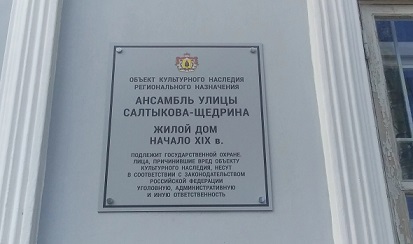 ОБЪЕКТ КУЛЬТУРНОГО НАСЛЕДИЯ
РЕГИОНАЛЬНОГО НАЗНАЧЕНИЯ
АНСАМБЛЬ УЛИЦЫ
САЛТЫКОВА-ЩЕДРИНА
ЖИЛОЙ ДОМ
НАЧАЛО XIX в.
ПОДЛЕЖИТ ГОСУДАРСТВЕННОЙ ОХРАНЕ.
ЛИЦА, ПРИЧИНИВШИЕ ВРЕД ОБЪЕКТУ
КУЛЬТУРНОГО НАСЛЕДИЯ, НЕСУТ
В СООТВЕТСТВИИ С ЗАКОНОДАТЕЛЬСТВОМ
РОССИЙСКОЙ ФЕДЕРАЦИИ
УГОЛОВНУЮ, АДМИНИСТРАТИВНУЮ
И ИНУЮ ОТВЕТСТВЕННОСТЬ